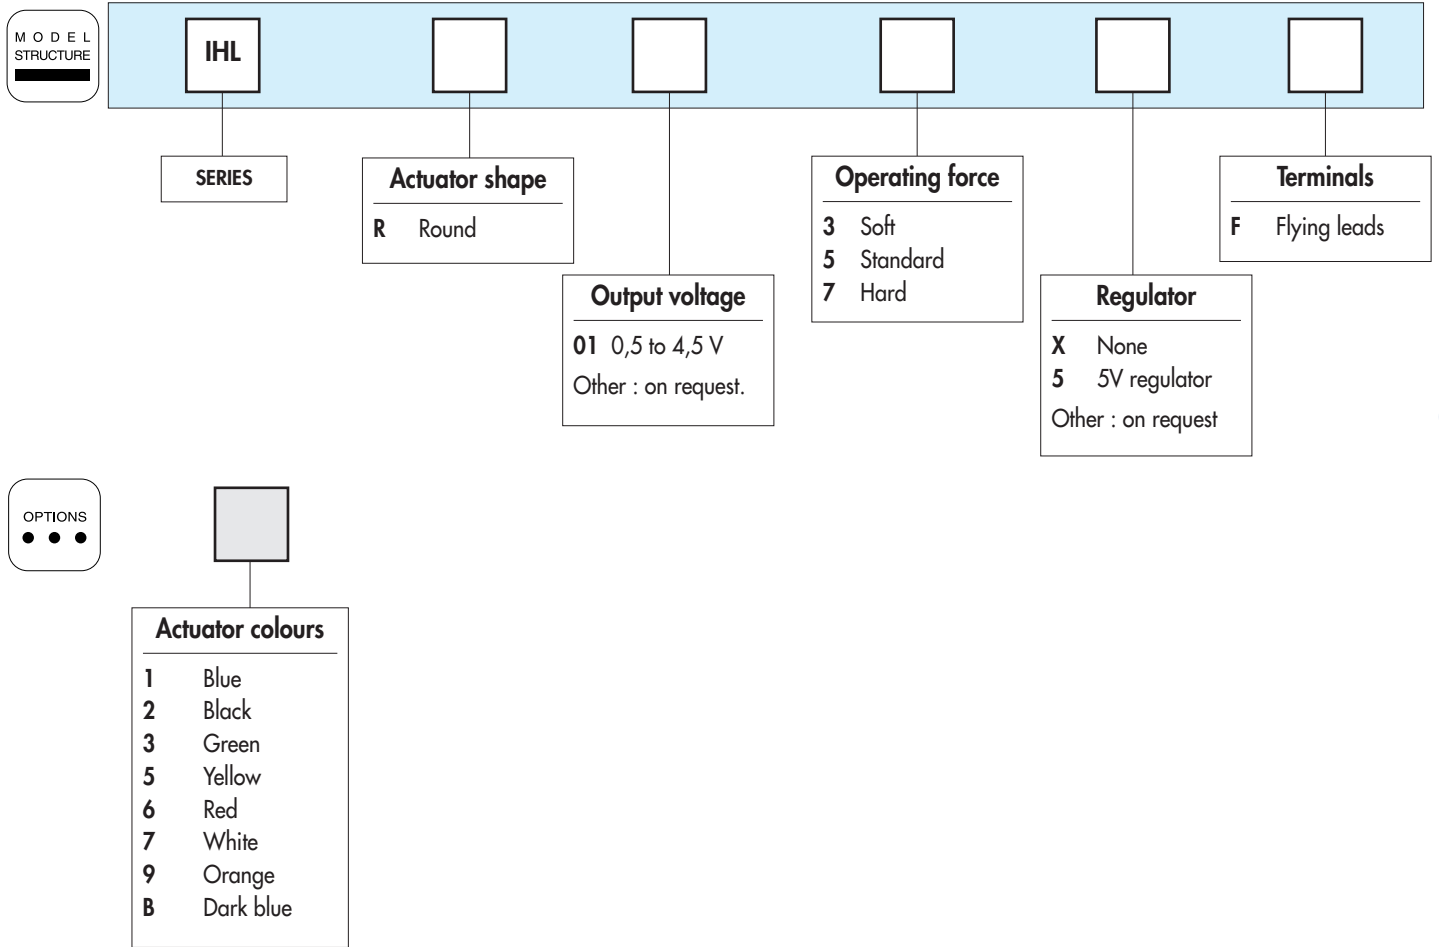 M O D E L
STRUCTURE
IHL
SERIES
Actuator shape
R Round
Output voltage
01 0,5 to 4,5 V
Other : on request.
Operating force
3 Soft
5 Standard
7 Hard
Regulator
X None
5 5V regulator
Other : on request
Terminals
F Flying leads
OPTIONS
Actuator colours
1 Blue
2 Black
3 Green
5 Yellow
6 Red
7 White
9 Orange
B Dark blue